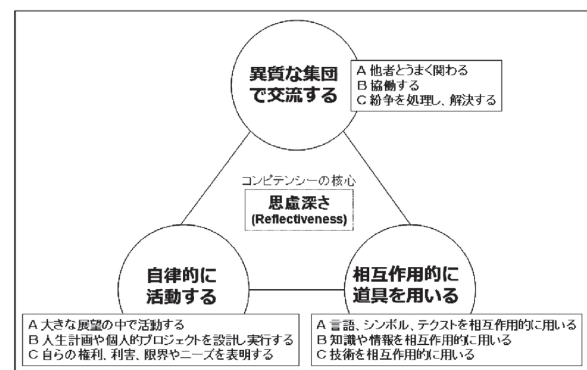 異質な集団
で交流する
A 他者とうまく関わる
B 協働する
C 紛争を処理し、解決する
コンピテンシーの核心
思慮深さ
(Reflectiveness)
自律的に
活動する
相互作用的に
道具を用いる
A 大きな展望の中で活動する
B 人生計画や個人的プロジェクトを設計し実行する
C 自らの権利、利害、限界やニーズを表明する
A 言語、シンボル、テクストを相互作用的に用いる
B 知識や情報を相互作用的に用いる
C 技術を相互作用的に用いる